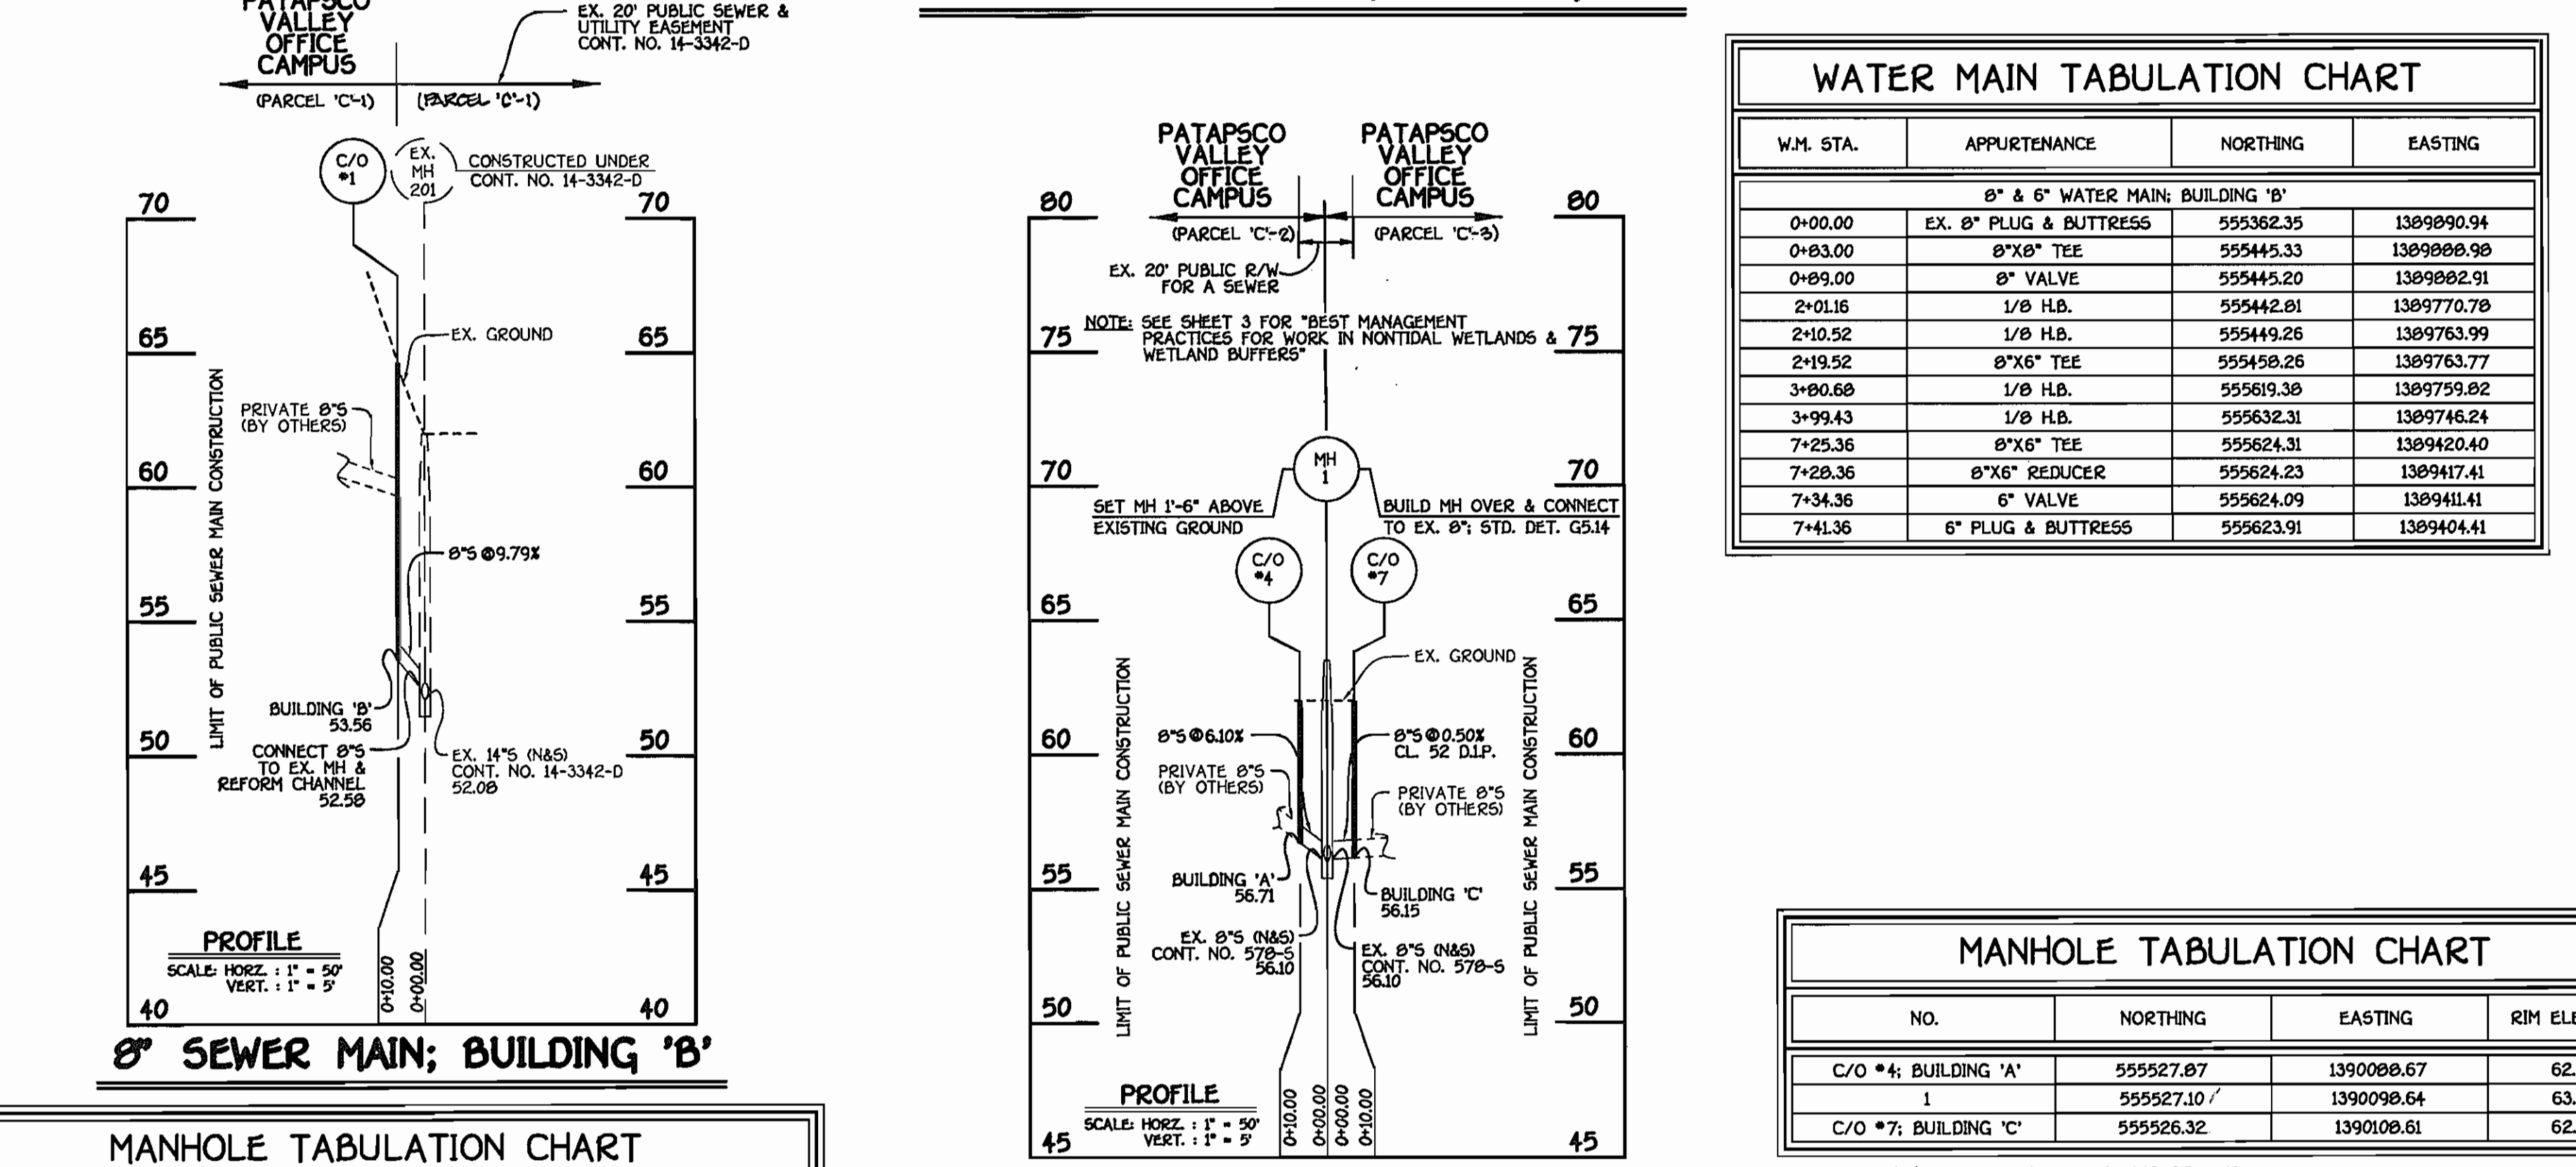 PATAPSCO
VALLEY
OFFICE
CAMPUS
(PARCEL 'C'-1)
(PARCEL 'C'-1)
EX. 20' PUBLIC SEWER &
UTILITY EASEMENT
CONT. NO. 14-3342-D
C/O
#1
EX.
MH
201
CONSTRUCTED UNDER
CONT. NO. 14-3342-D
70
70
65
65
60
60
55
55
50
50
45
45
40
40
EX. GROUND
LIMIT OF PUBLIC SEWER MAIN CONSTRUCTION
PRIVATE 8"S
(BY OTHERS)
8"S @9.79%
BUILDING 'B'
53.56
CONNECT 8"S
TO EX. MH &
REFORM CHANNEL
52.58
EX. 14"S (N&S)
CONT. NO. 14-3342-D
52.08
PROFILE
SCALE: HORZ. : 1" = 50'
VERT. : 1" = 5'
0+10.00
0+00.00
8" SEWER MAIN; BUILDING 'B'
MANHOLE TABULATION CHART
PATAPSCO
VALLEY
OFFICE
CAMPUS
PATAPSCO
VALLEY
OFFICE
CAMPUS
(PARCEL 'C'-2)
(PARCEL 'C'-3)
EX. 20' PUBLIC R/W
FOR A SEWER
NOTE: SEE SHEET 3 FOR "BEST MANAGEMENT
PRACTICES FOR WORK IN NONTIDAL WETLANDS &
WETLAND BUFFERS"
80
80
75
75
70
70
65
65
60
60
55
55
50
50
45
45
MH
1
SET MH 1'-6" ABOVE
EXISTING GROUND
BUILD MH OVER & CONNECT
TO EX. 8"; STD. DET. G5.14
C/O
#4
C/O
#7
EX. GROUND
LIMIT OF PUBLIC SEWER MAIN CONSTRUCTION
LIMIT OF PUBLIC SEWER MAIN CONSTRUCTION
8"S @6.10%
8"S @0.50%
CL. 52 D.I.P.
PRIVATE 8"S
(BY OTHERS)
PRIVATE 8"S
(BY OTHERS)
BUILDING 'A'
56.71
BUILDING 'C'
56.15
EX. 8"S (N&S)
CONT. NO. 578-S
56.10
EX. 8"S (N&S)
CONT. NO. 578-S
56.10
PROFILE
SCALE: HORZ. : 1" = 50'
VERT. : 1" = 5'
0+10.00
0+00.00
0+00.00
0+10.00
WATER MAIN TABULATION CHART
W.M. STA. APPURTENANCE NORTHING EASTING
8" & 6" WATER MAIN; BUILDING 'B'
0+00.00 EX. 8" PLUG & BUTTRESS 555362.35 1389890.94
0+83.00 8"X8" TEE 555445.33 1389888.98
0+89.00 8" VALVE 555445.20 1389882.91
2+01.16 1/8 H.B. 555442.81 1389770.78
2+10.52 1/8 H.B. 555449.26 1389763.99
2+19.52 8"X6" TEE 555458.26 1389763.77
3+80.68 1/8 H.B. 555619.38 1389759.82
3+99.43 1/8 H.B. 555632.31 1389746.24
7+25.36 8"X6" TEE 555624.31 1389420.40
7+28.36 8"X6" REDUCER 555624.23 1389417.41
7+34.36 6" VALVE 555624.09 1389411.41
7+41.36 6" PLUG & BUTTRESS 555623.91 1389404.41
MANHOLE TABULATION CHART
NO. NORTHING EASTING RIM ELE
C/O #4; BUILDING 'A' 555527.87 1390088.67 62.
1 555527.10 1390098.64 63.
C/O #7; BUILDING 'C' 555526.32 1390108.61 62.